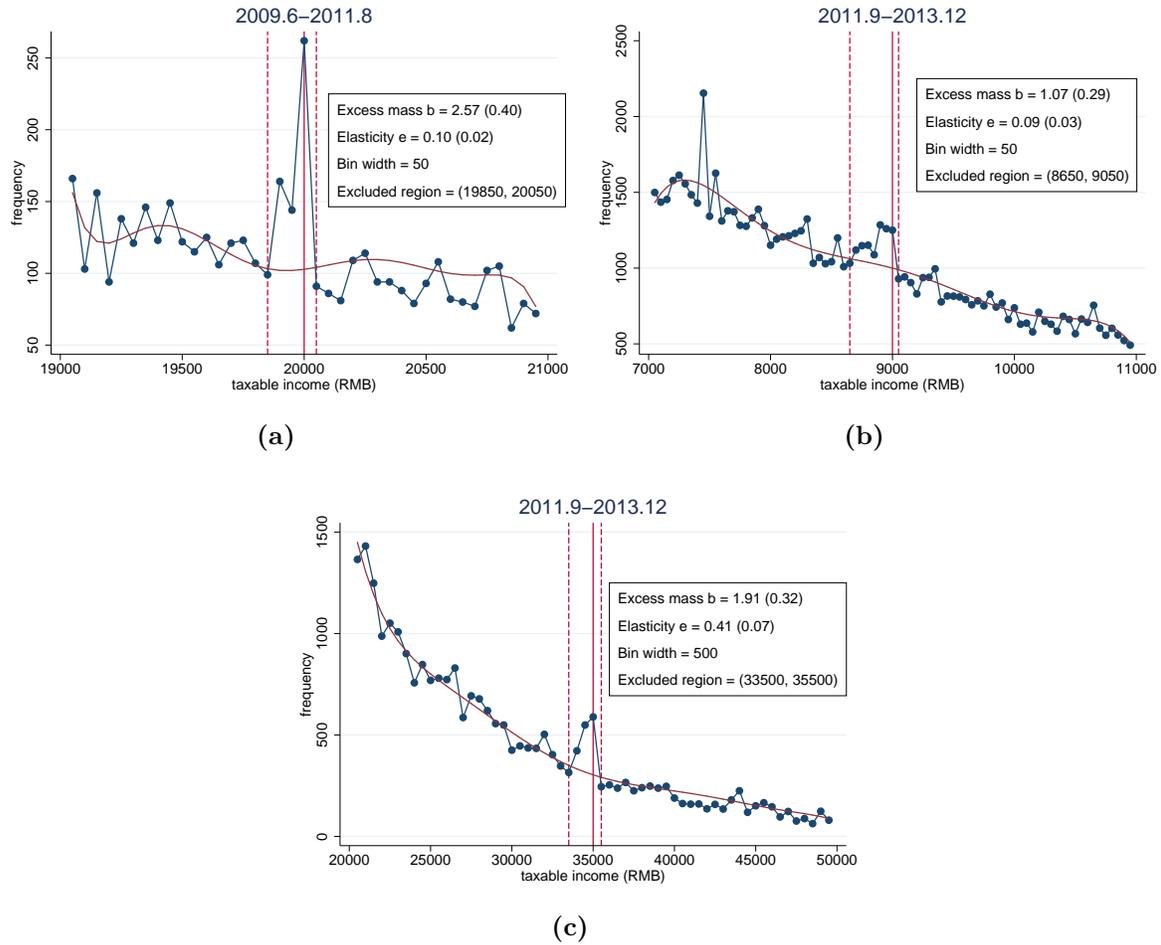 2009.6–2011.8
frequency
50 100 150 200 250
Excess mass b = 2.57 (0.40)
Elasticity e = 0.10 (0.02)
Bin width = 50
Excluded region = (19850, 20050)
19000 19500 20000 20500 21000
taxable income (RMB)
(a)
2011.9–2013.12
frequency
500 1000 1500 2000 2500
Excess mass b = 1.07 (0.29)
Elasticity e = 0.09 (0.03)
Bin width = 50
Excluded region = (8650, 9050)
7000 8000 9000 10000 11000
taxable income (RMB)
(b)
2011.9–2013.12
frequency
0 500 1000 1500
Excess mass b = 1.91 (0.32)
Elasticity e = 0.41 (0.07)
Bin width = 500
Excluded region = (33500, 35500)
20000 25000 30000 35000 40000 45000 50000
taxable income (RMB)
(c)